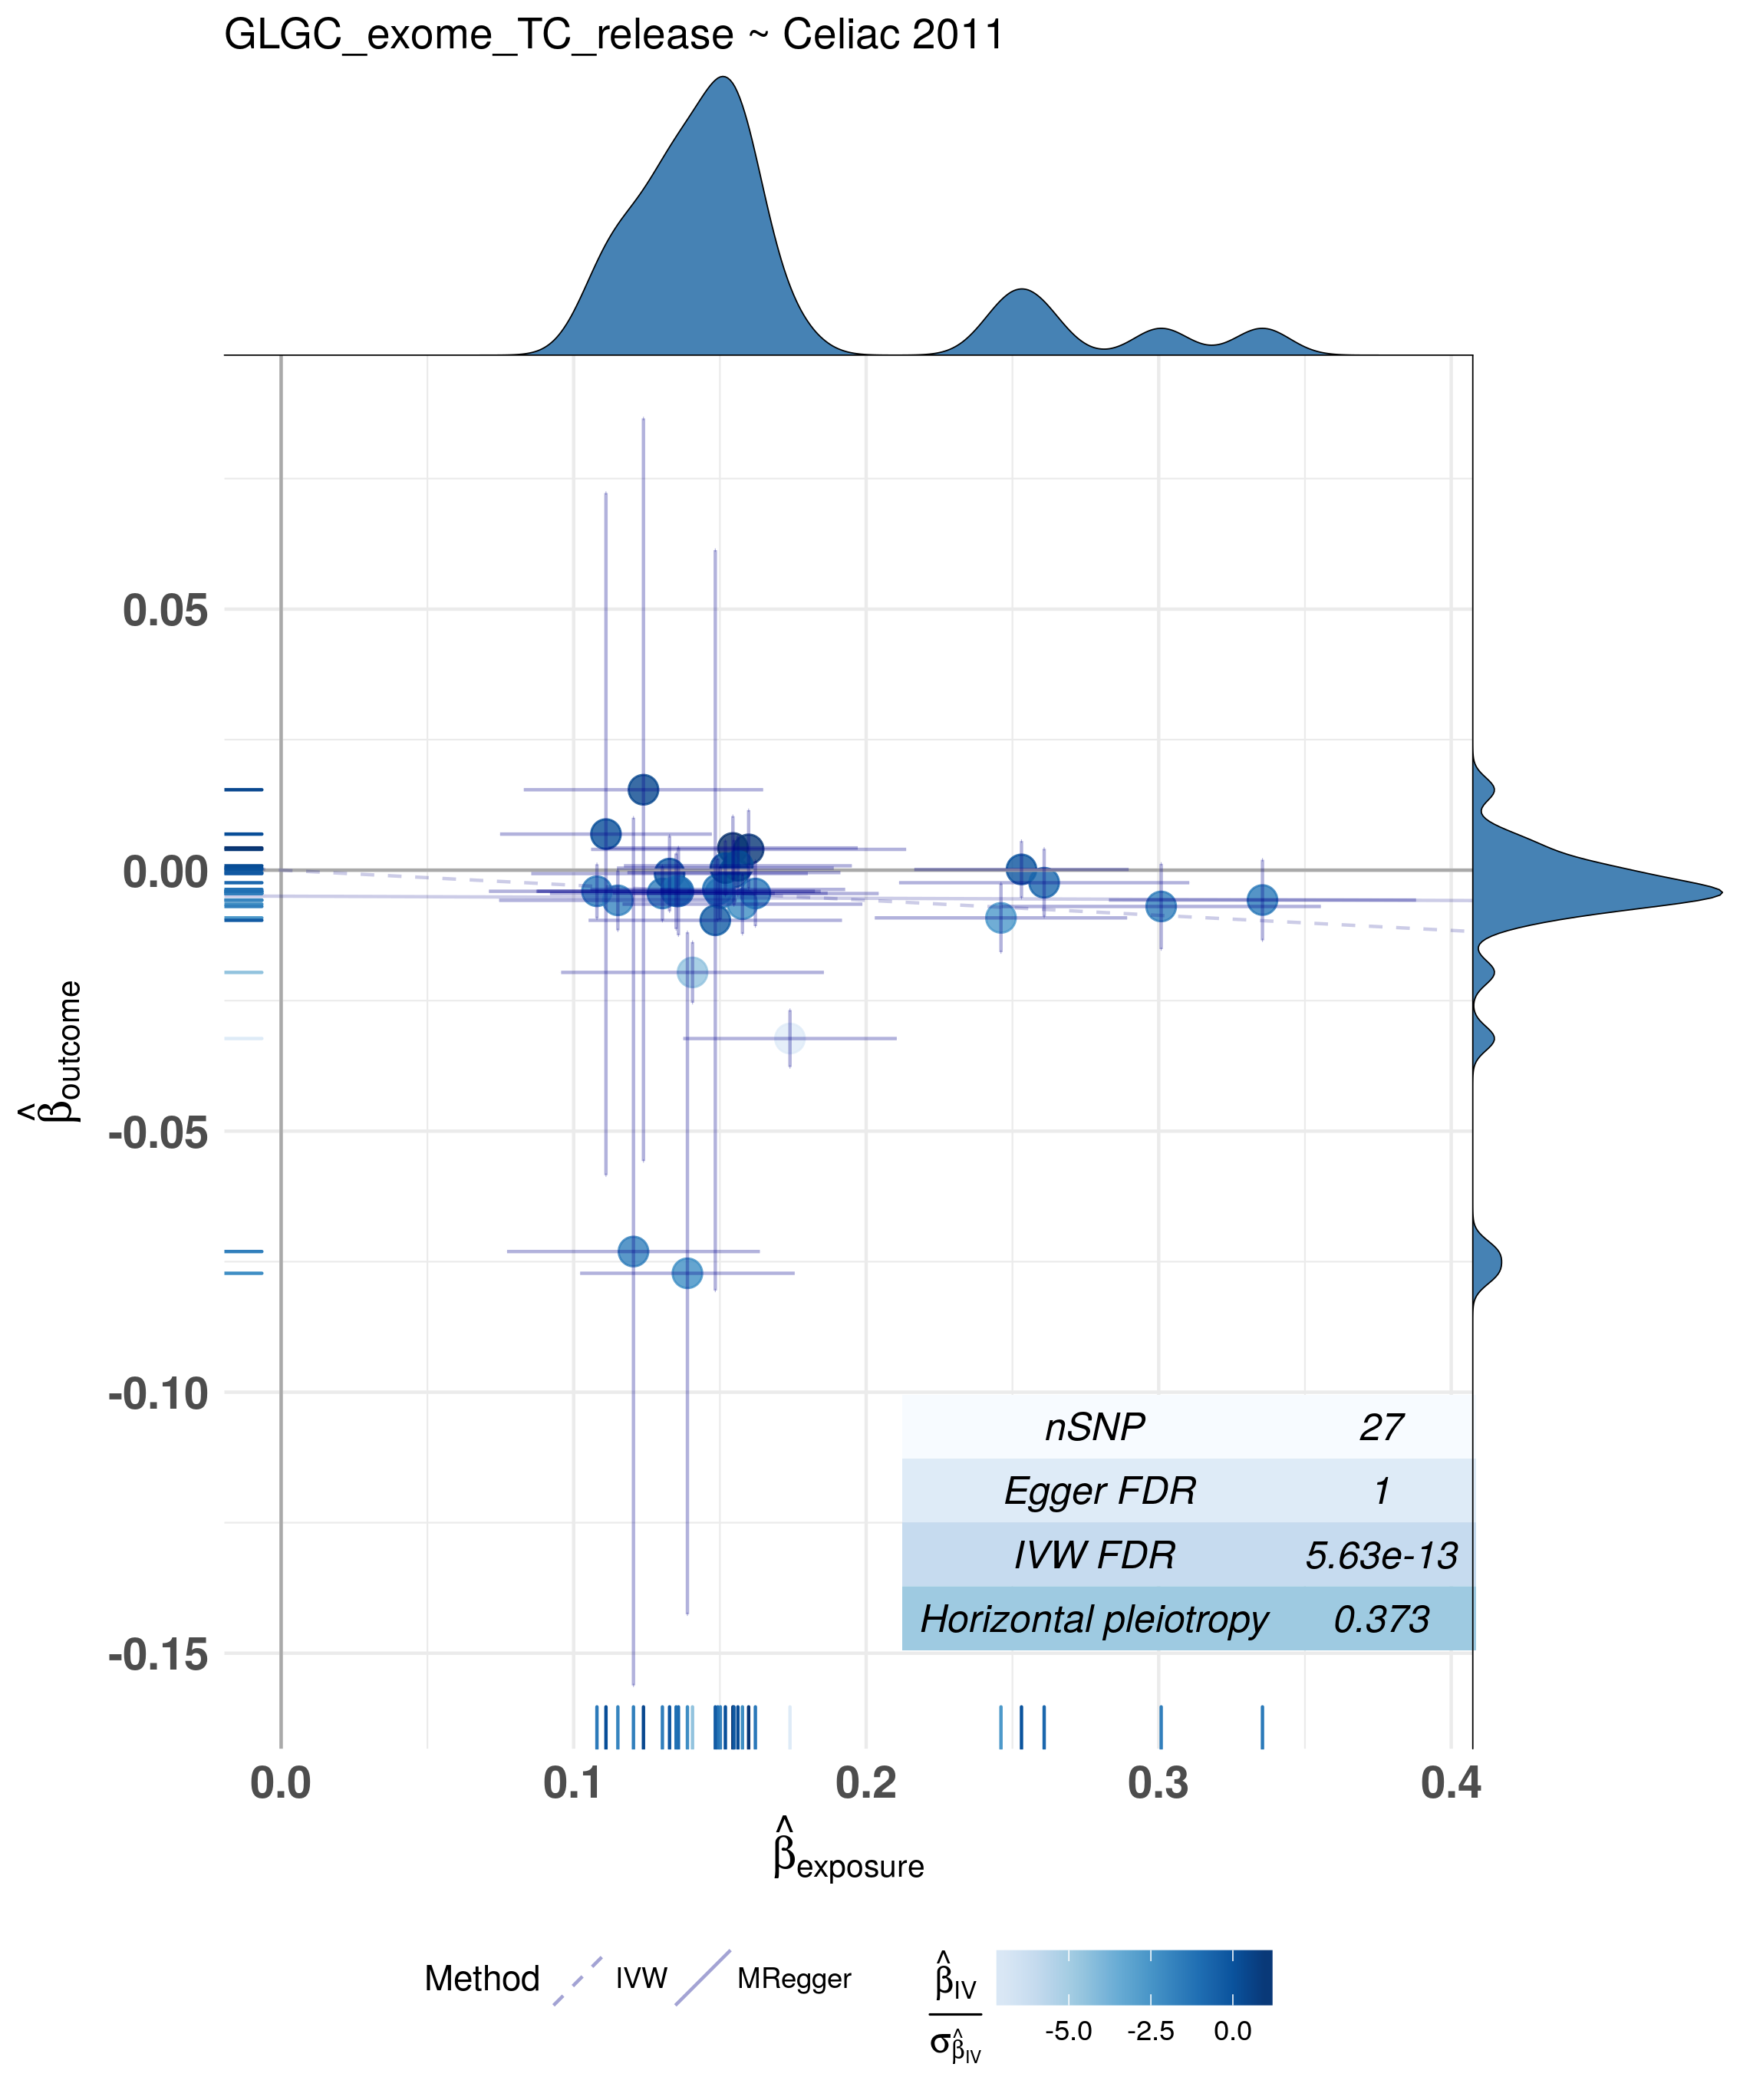 GLGC_exome_TC_release ~ Celiac 2011
0.05
0.00
-0.05
-0.10
-0.15
β̂outcome
nSNP 27
Egger FDR 1
IVW FDR 5.63e-13
Horizontal pleiotropy 0.373
0.0 0.1 0.2 0.3 0.4
β̂exposure
Method IVW MRegger
β̂IV
σβ̂IV
-5.0 -2.5 0.0